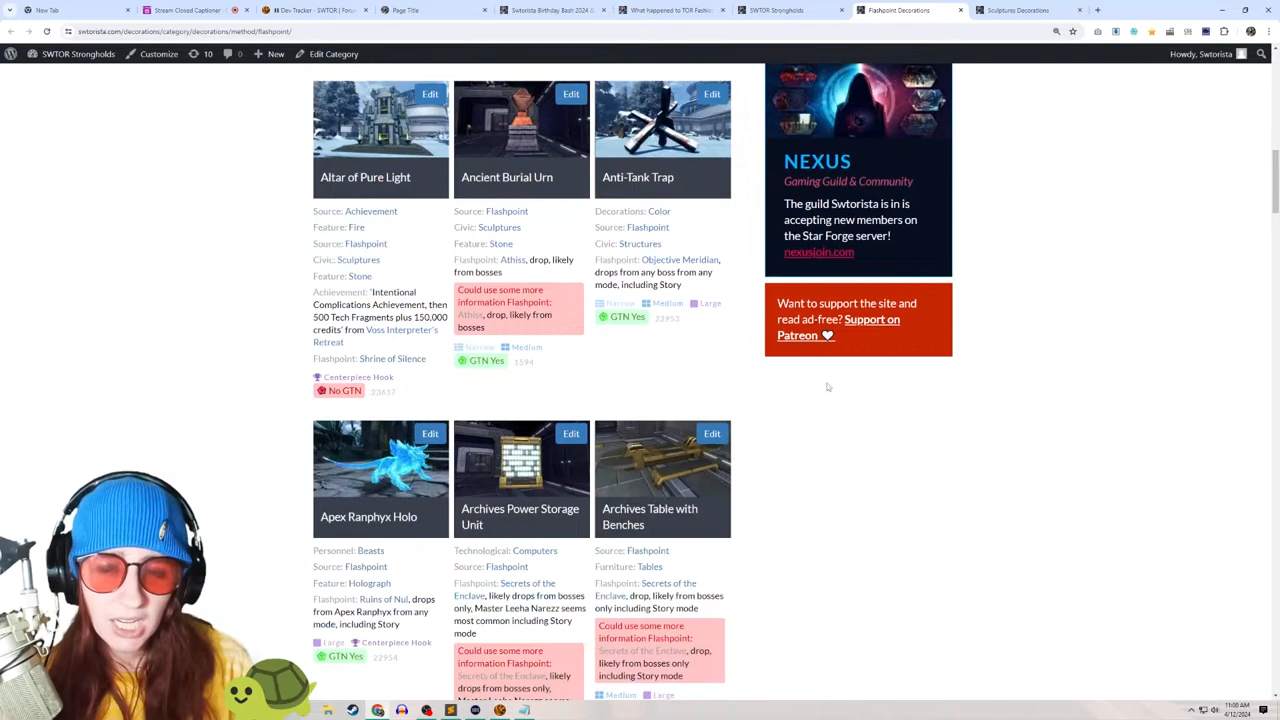 New Tab
Stream Closed Captioner
Dev Tracker - SWTOR | Forum
Page Title
Swtorista Birthday Bash 2024 &
What happened to TOR Fashion
SWTOR Strongholds
Flashpoint Decorations
Sculptures Decorations
swtorista.com/decorations/category/decorations/method/flashpoint/
SWTOR Strongholds Customize 10 0 New Edit Category
Howdy, Swtorista
Edit
Edit
Edit
Altar of Pure Light
Ancient Burial Urn
Anti-Tank Trap
Source: Achievement
Feature: Fire
Source: Flashpoint
Civic: Sculptures
Feature: Stone
Achievement: 'Intentional
Complications Achievement, then
500 Tech Fragments plus 150,000
credits' from Voss Interpreter's
Retreat
Flashpoint: Shrine of Silence
Centerpiece Hook
No GTN 23617
Source: Flashpoint
Civic: Sculptures
Feature: Stone
Flashpoint: Athiss, drop, likely
from bosses
Could use some more
information Flashpoint:
Athiss, drop, likely from
bosses
Narrow Medium
GTN Yes 1594
Decorations: Color
Source: Flashpoint
Civic: Structures
Flashpoint: Objective Meridian,
drops from any boss from any
mode, including Story
Narrow Medium Large
GTN Yes 22953
Edit
Edit
Edit
Apex Ranphyx Holo
Archives Power Storage
Unit
Archives Table with
Benches
Personnel: Beasts
Source: Flashpoint
Feature: Holograph
Flashpoint: Ruins of Nul, drops
from Apex Ranphyx from any
mode, including Story
Large Centerpiece Hook
GTN Yes 22954
Technological: Computers
Source: Flashpoint
Flashpoint: Secrets of the
Enclave, likely drops from bosses
only, Master Leeha Narezz seems
most common including Story
mode
Could use some more
information Flashpoint:
Secrets of the Enclave, likely
drops from bosses only,
Source: Flashpoint
Furniture: Tables
Flashpoint: Secrets of the
Enclave, drop, likely from bosses
only including Story mode
Could use some more
information Flashpoint:
Secrets of the Enclave, drop,
likely from bosses only
including Story mode
Medium Large
NEXUS
Gaming Guild & Community
The guild Swtorista is in is
accepting new members on
the Star Forge server!
nexusjoin.com
Want to support the site and
read ad-free? Support on
Patreon
11:00 AM
4/12/2024